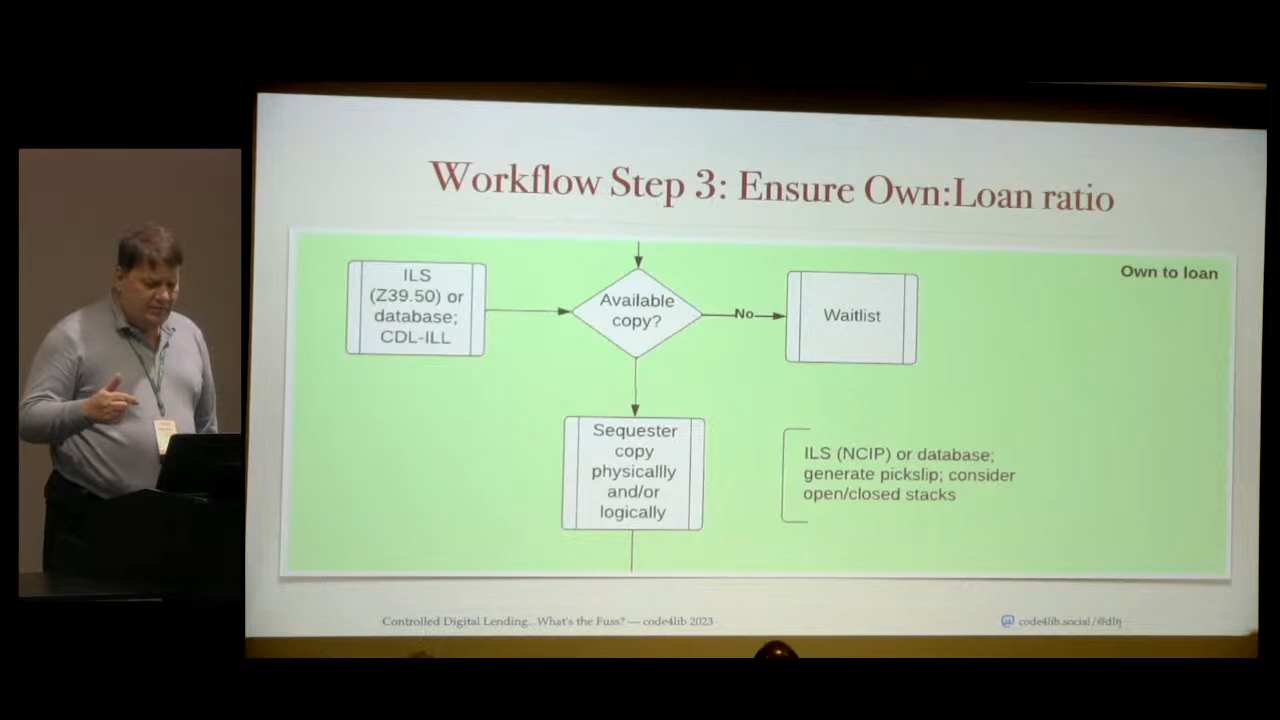 Workflow Step 3: Ensure Own:Loan ratio
Own to loan
ILS
(Z39.50) or
database;
CDL-ILL
Available
copy?
No
Waitlist
Sequester
copy
physicallly
and/or
logically
ILS (NCIP) or database;
generate pickslip; consider
open/closed stacks
Controlled Digital Lending...What's the Fuss? — code4lib 2023
code4lib.social/@dltj